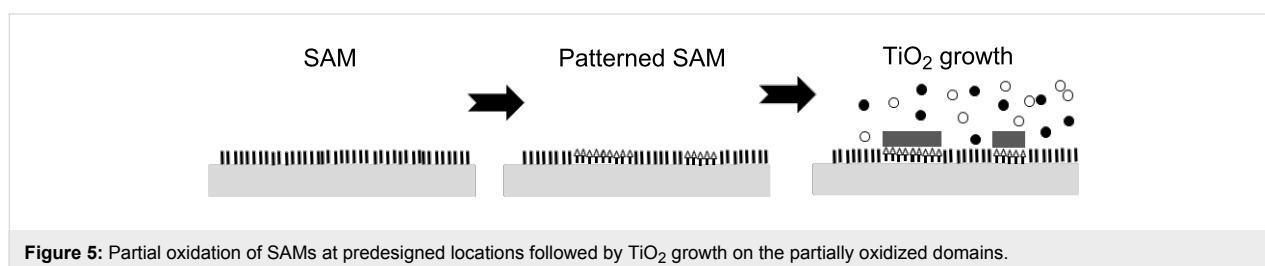 SAM
Patterned SAM
TiO₂ growth
Figure 5: Partial oxidation of SAMs at predesigned locations followed by TiO₂ growth on the partially oxidized domains.